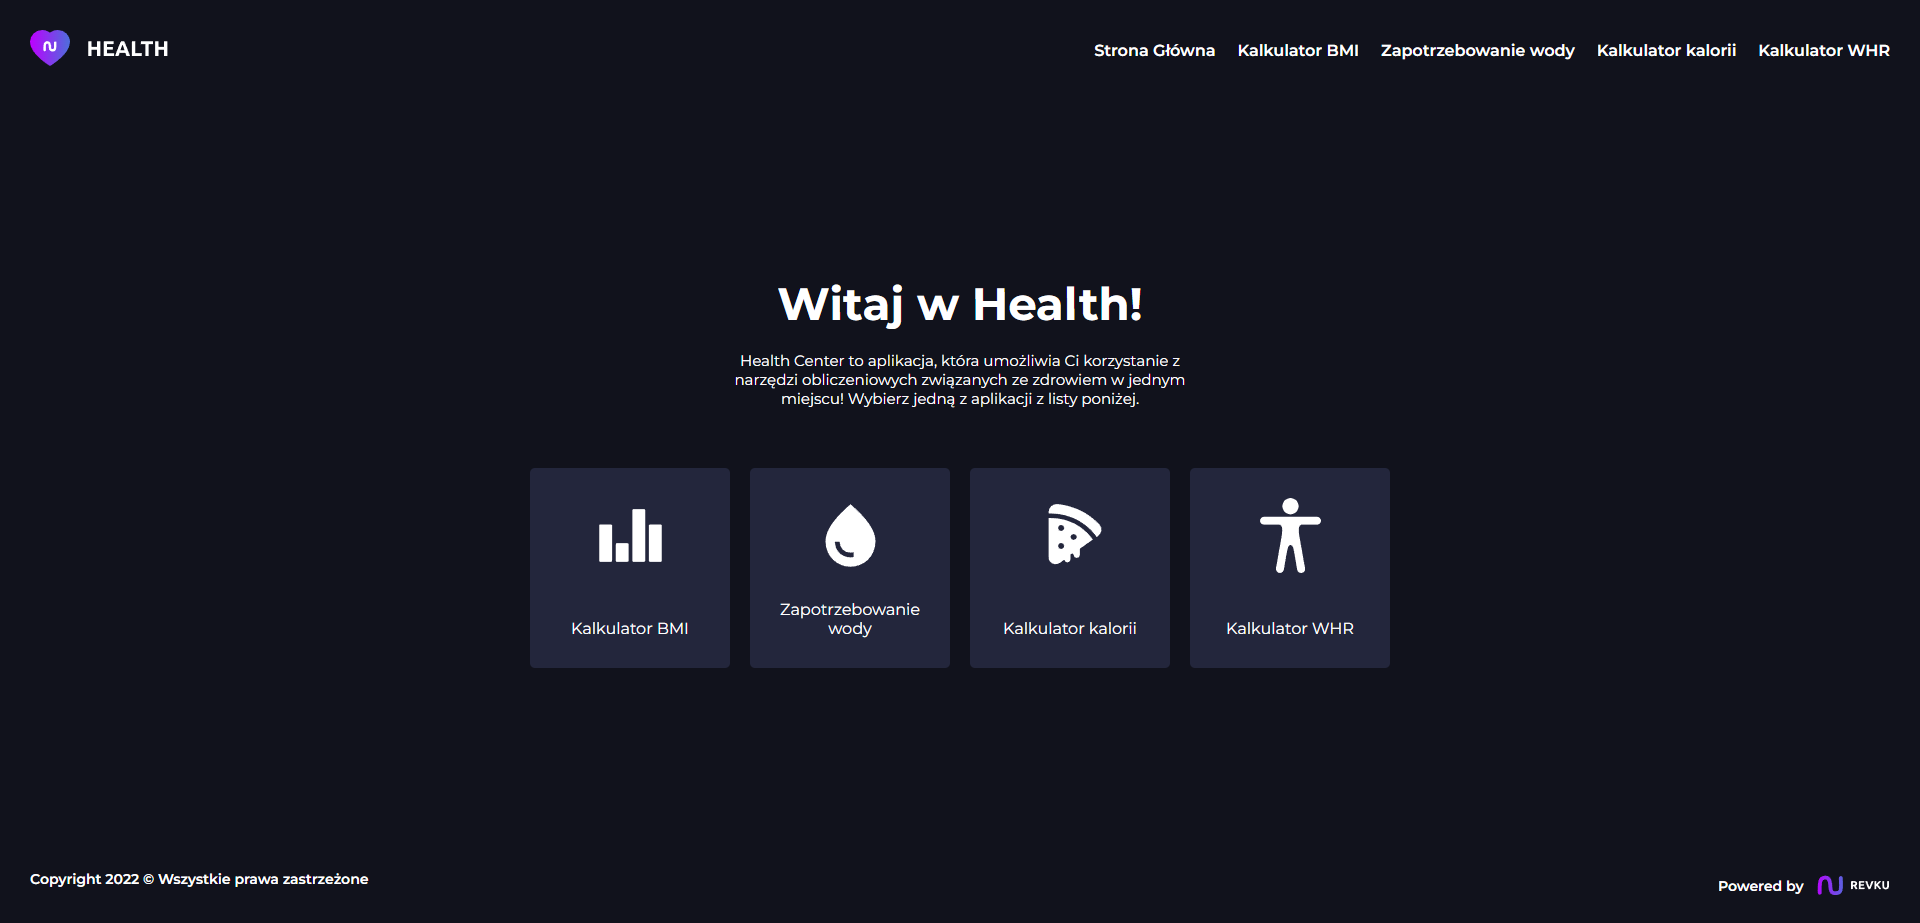 HEALTH
Strona Główna Kalkulator BMI Zapotrzebowanie wody Kalkulator kalorii Kalkulator WHR
Witaj w Health!
Health Center to aplikacja, która umożliwia Ci korzystanie z
narzędzi obliczeniowych związanych ze zdrowiem w jednym
miejscu! Wybierz jedną z aplikacji z listy poniżej.
Kalkulator BMI
Zapotrzebowanie
wody
Kalkulator kalorii
Kalkulator WHR
Copyright 2022 © Wszystkie prawa zastrzeżone
Powered by REVKU